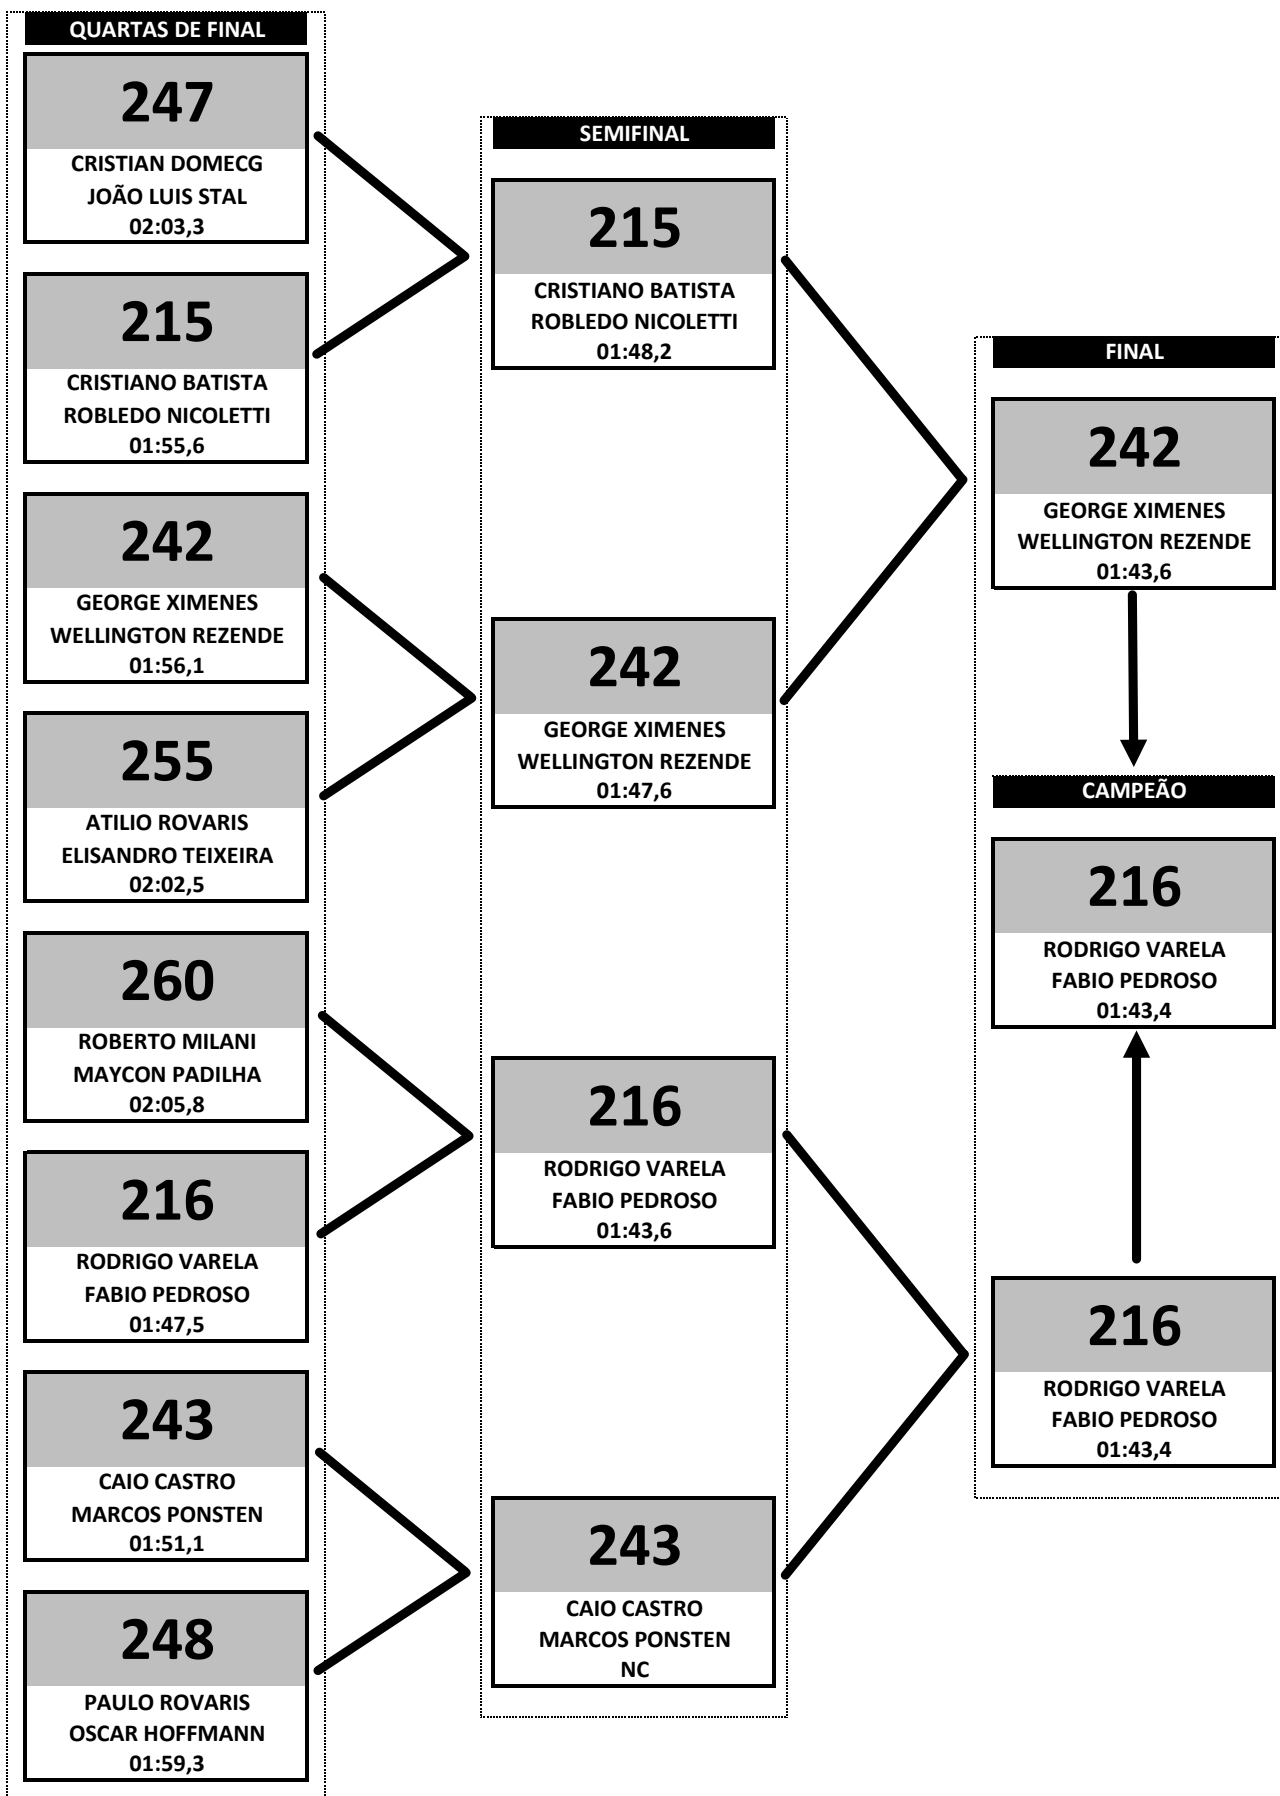 QUARTAS DE FINAL
247
CRISTIAN DOMECG
JOÃO LUIS STAL
02:03,3
215
CRISTIANO BATISTA
ROBLEDO NICOLETTI
01:55,6
242
GEORGE XIMENES
WELLINGTON REZENDE
01:56,1
255
ATILIO ROVARIS
ELISANDRO TEIXEIRA
02:02,5
260
ROBERTO MILANI
MAYCON PADILHA
02:05,8
216
RODRIGO VARELA
FABIO PEDROSO
01:47,5
243
CAIO CASTRO
MARCOS PONSTEN
01:51,1
248
PAULO ROVARIS
OSCAR HOFFMANN
01:59,3
SEMIFINAL
215
CRISTIANO BATISTA
ROBLEDO NICOLETTI
01:48,2
242
GEORGE XIMENES
WELLINGTON REZENDE
01:47,6
216
RODRIGO VARELA
FABIO PEDROSO
01:43,6
243
CAIO CASTRO
MARCOS PONSTEN
NC
FINAL
242
GEORGE XIMENES
WELLINGTON REZENDE
01:43,6
CAMPEÃO
216
RODRIGO VARELA
FABIO PEDROSO
01:43,4
216
RODRIGO VARELA
FABIO PEDROSO
01:43,4